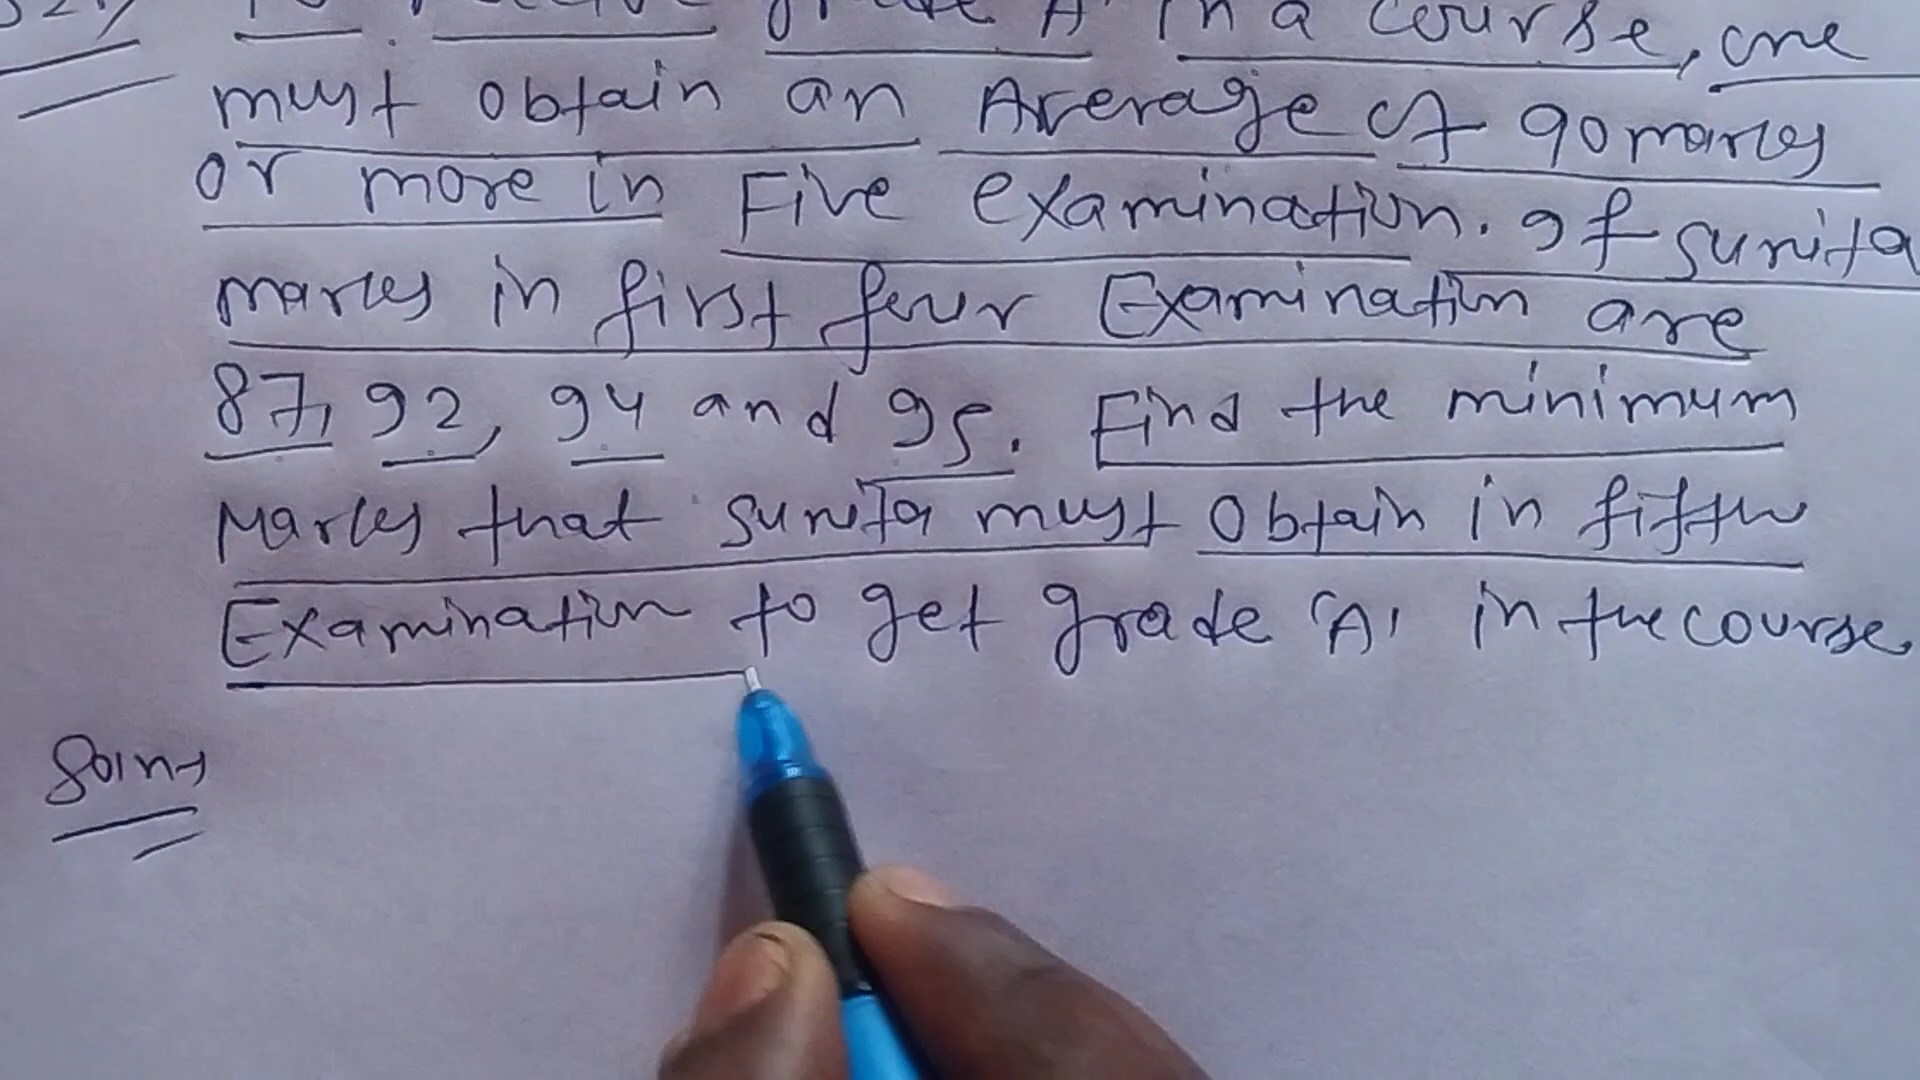 grade 'A' in a course, one
must obtain an Average of 90 marks
or more in Five examination. If sunita
marks in first four Examination are
87, 92, 94 and 95. Find the minimum
Marks that sunita must obtain in fifth
Examination to get grade 'A' in the course.
Soln